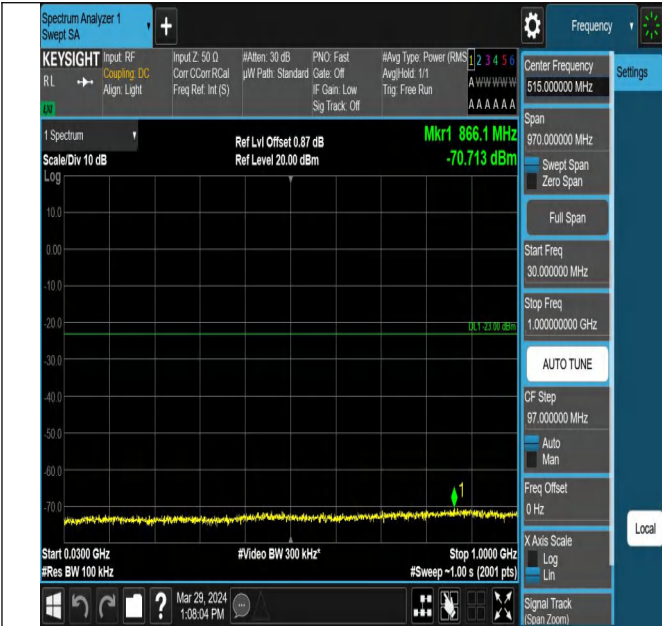 Spectrum Analyzer 1
Swept SA
+
Frequency
KEYSIGHT
RL
LXI
Input: RF
Coupling: DC
Align: Light
Input Z: 50 Ω
Corr CCorr RCal
Freq Ref: Int (S)
#Atten: 30 dB
µW Path: Standard
PNO: Fast
Gate: Off
IF Gain: Low
Sig Track: Off
#Avg Type: Power (RMS
Avg|Hold: 1/1
Trig: Free Run
1 2 3 4 5 6
A W W W W W
A A A A A A
1 Spectrum
Scale/Div 10 dB
Log
Ref Lvl Offset 0.87 dB
Ref Level 20.00 dBm
Mkr1 866.1 MHz
-70.713 dBm
10.0
0.00
-10.0
-20.0
DL1 -23.00 dBm
-30.0
-40.0
-50.0
-60.0
-70.0
1
Start 0.0300 GHz
#Res BW 100 kHz
#Video BW 300 kHz*
Stop 1.0000 GHz
#Sweep ~1.00 s (2001 pts)
?
Mar 29, 2024
1:08:04 PM
Center Frequency
515.000000 MHz
Span
970.000000 MHz
Swept Span
Zero Span
Full Span
Start Freq
30.000000 MHz
Stop Freq
1.000000000 GHz
AUTO TUNE
CF Step
97.000000 MHz
Auto
Man
Freq Offset
0 Hz
X Axis Scale
Log
Lin
Signal Track
(Span Zoom)
Settings
Local